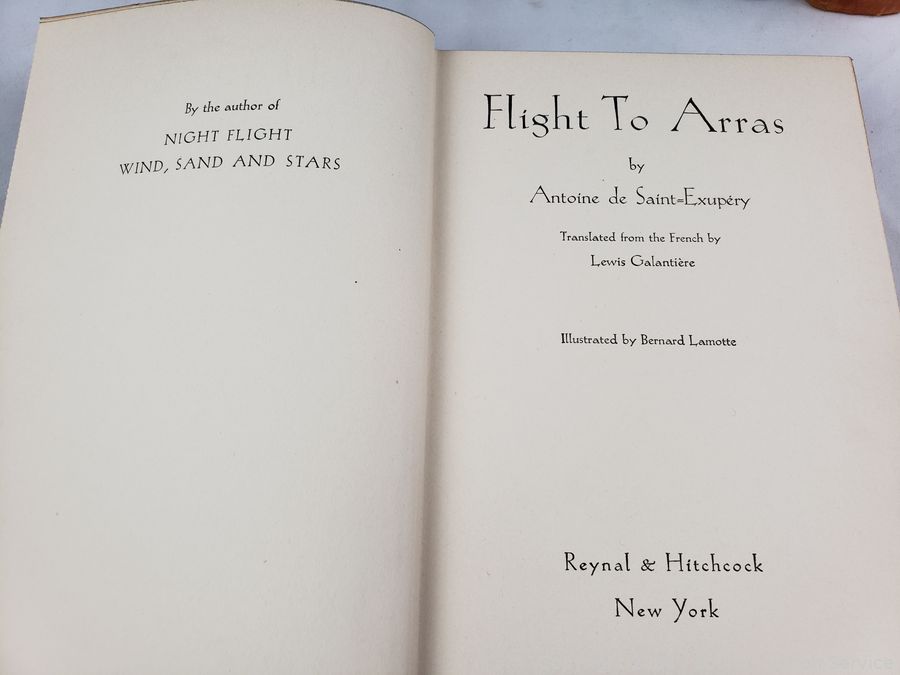 By the author of
NIGHT FLIGHT
WIND, SAND AND STARS
Flight To Arras
by
Antoine de Saint=Exupéry
Translated from the French by
Lewis Galantière
Illustrated by Bernard Lamotte
Reynal & Hitchcock
New York
Service